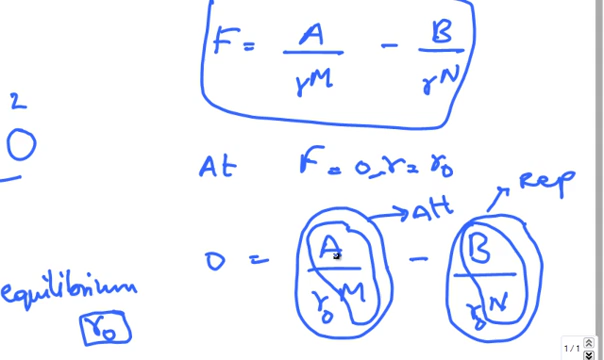 F = A/r^M − B/r^N
2
O
At F = 0, r = r₀
Rep
Att
0 = A/r₀^M − B/r₀^N
equilibrium
r₀
1/1